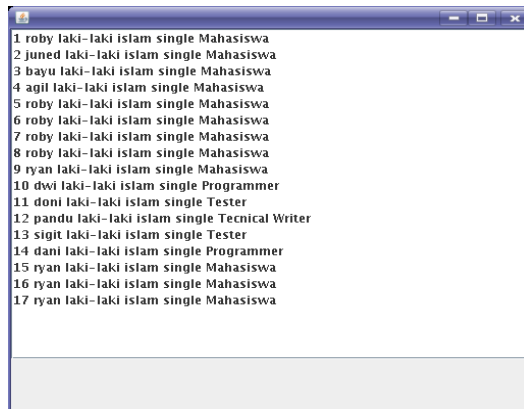 1 roby laki-laki islam single Mahasiswa
2 juned laki-laki islam single Mahasiswa
3 bayu laki-laki islam single Mahasiswa
4 agil laki-laki islam single Mahasiswa
5 roby laki-laki islam single Mahasiswa
6 roby laki-laki islam single Mahasiswa
7 roby laki-laki islam single Mahasiswa
8 roby laki-laki islam single Mahasiswa
9 ryan laki-laki islam single Mahasiswa
10 dwi laki-laki islam single Programmer
11 doni laki-laki islam single Tester
12 pandu laki-laki islam single Tecnical Writer
13 sigit laki-laki islam single Tester
14 dani laki-laki islam single Programmer
15 ryan laki-laki islam single Mahasiswa
16 ryan laki-laki islam single Mahasiswa
17 ryan laki-laki islam single Mahasiswa